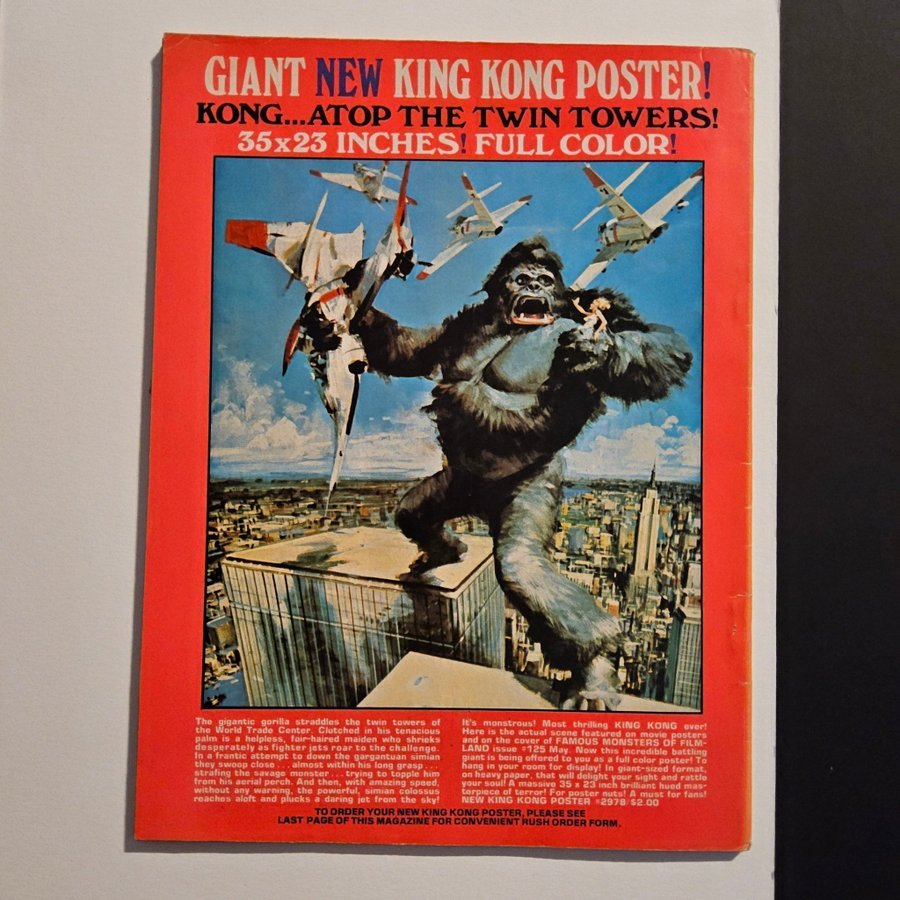 GIANT NEW KING KONG POSTER!
KONG...ATOP THE TWIN TOWERS!
35x23 INCHES! FULL COLOR!
The gigantic gorilla straddles the twin towers of
the World Trade Center. Clutched in his tenacious
palm is a helpless, fair-haired maiden who shrieks
desperately as fighter jets roar to the challenge.
In a frantic attempt to down the gargantuan simian
they swoop close . . . almost within his long grasp . . .
strafing the savage monster . . . trying to topple him
from his aerial perch. And then, with amazing speed,
without any warning, the powerful, simian colossus
reaches aloft and plucks a daring jet from the sky!
It's monstrous! Most thrilling KING KONG ever!
Here is the actual scene featured on movie posters
and on the cover of FAMOUS MONSTERS OF FILM-
LAND issue #125 May. Now this incredible battling
giant is being offered to you as a full color poster! To
hang in your room for display! In giant-sized format,
on heavy paper, that will delight your sight and rattle
your soul! A massive 35 x 23 inch brilliant hued mas-
terpiece of terror! For poster nuts! A must for fans!
NEW KING KONG POSTER #2978/$2.00
TO ORDER YOUR NEW KING KONG POSTER, PLEASE SEE
LAST PAGE OF THIS MAGAZINE FOR CONVENIENT RUSH ORDER FORM.